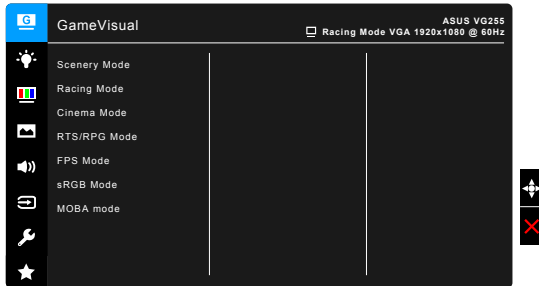 G
GameVisual
ASUS VG255
Racing Mode VGA 1920x1080 @ 60Hz
Scenery Mode
Racing Mode
Cinema Mode
RTS/RPG Mode
FPS Mode
sRGB Mode
MOBA mode